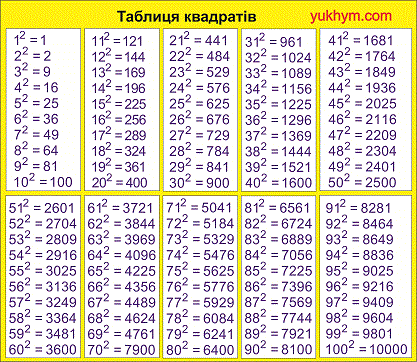 Таблиця квадратів
yukhym.com
1² = 1
2² = 2
3² = 9
4² = 16
5² = 25
6² = 36
7² = 49
8² = 64
9² = 81
10² = 100
11² = 121
12² = 144
13² = 169
14² = 196
15² = 225
16² = 256
17² = 289
18² = 324
19² = 361
20² = 400
21² = 441
22² = 484
23² = 529
24² = 576
25² = 625
26² = 676
27² = 729
28² = 784
29² = 841
30² = 900
31² = 961
32² = 1024
33² = 1089
34² = 1156
35² = 1225
36² = 1296
37² = 1369
38² = 1444
39² = 1521
40² = 1600
41² = 1681
42² = 1764
43² = 1849
44² = 1936
45² = 2025
46² = 2116
47² = 2209
48² = 2304
49² = 2401
50² = 2500
51² = 2601
52² = 2704
53² = 2809
54² = 2916
55² = 3025
56² = 3136
57² = 3249
58² = 3364
59² = 3481
60² = 3600
61² = 3721
62² = 3844
63² = 3969
64² = 4096
65² = 4225
66² = 4356
67² = 4489
68² = 4624
69² = 4761
70² = 7900
71² = 5041
72² = 5184
73² = 5329
74² = 5476
75² = 5625
76² = 5776
77² = 5929
78² = 6084
79² = 6241
80² = 6400
81² = 6561
82² = 6724
83² = 6889
84² = 7056
85² = 7225
86² = 7396
87² = 7569
88² = 7744
89² = 7921
90² = 8100
91² = 8281
92² = 8464
93² = 8649
94² = 8836
95² = 9025
96² = 9216
97² = 9409
98² = 9604
99² = 9801
100² = 10000